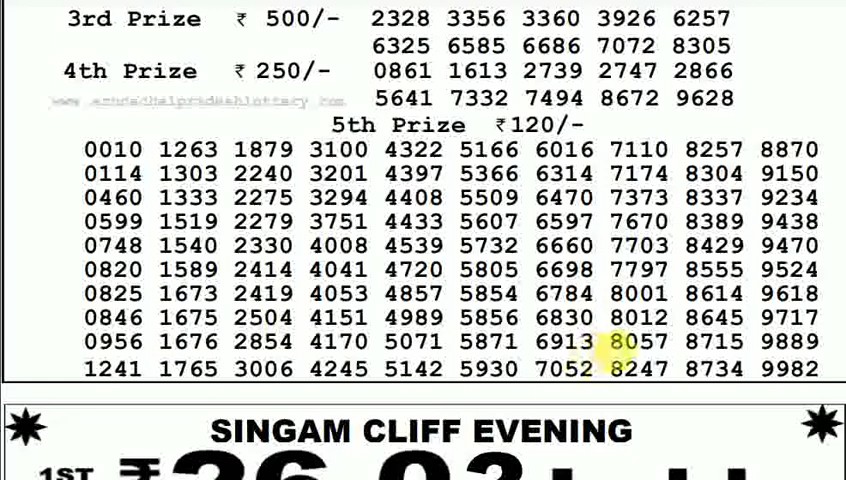 3rd Prize ₹ 500/- 2328 3356 3360 3926 6257
6325 6585 6686 7072 8305
4th Prize ₹ 250/- 0861 1613 2739 2747 2866
5641 7332 7494 8672 9628
5th Prize ₹120/-
0010 1263 1879 3100 4322 5166 6016 7110 8257 8870
0114 1303 2240 3201 4397 5366 6314 7174 8304 9150
0460 1333 2275 3294 4408 5509 6470 7373 8337 9234
0599 1519 2279 3751 4433 5607 6597 7670 8389 9438
0748 1540 2330 4008 4539 5732 6660 7703 8429 9470
0820 1589 2414 4041 4720 5805 6698 7797 8555 9524
0825 1673 2419 4053 4857 5854 6784 8001 8614 9618
0846 1675 2504 4151 4989 5856 6830 8012 8645 9717
0956 1676 2854 4170 5071 5871 6913 8057 8715 9889
1241 1765 3006 4245 5142 5930 7052 8247 8734 9982
SINGAM CLIFF EVENING
1ST ₹